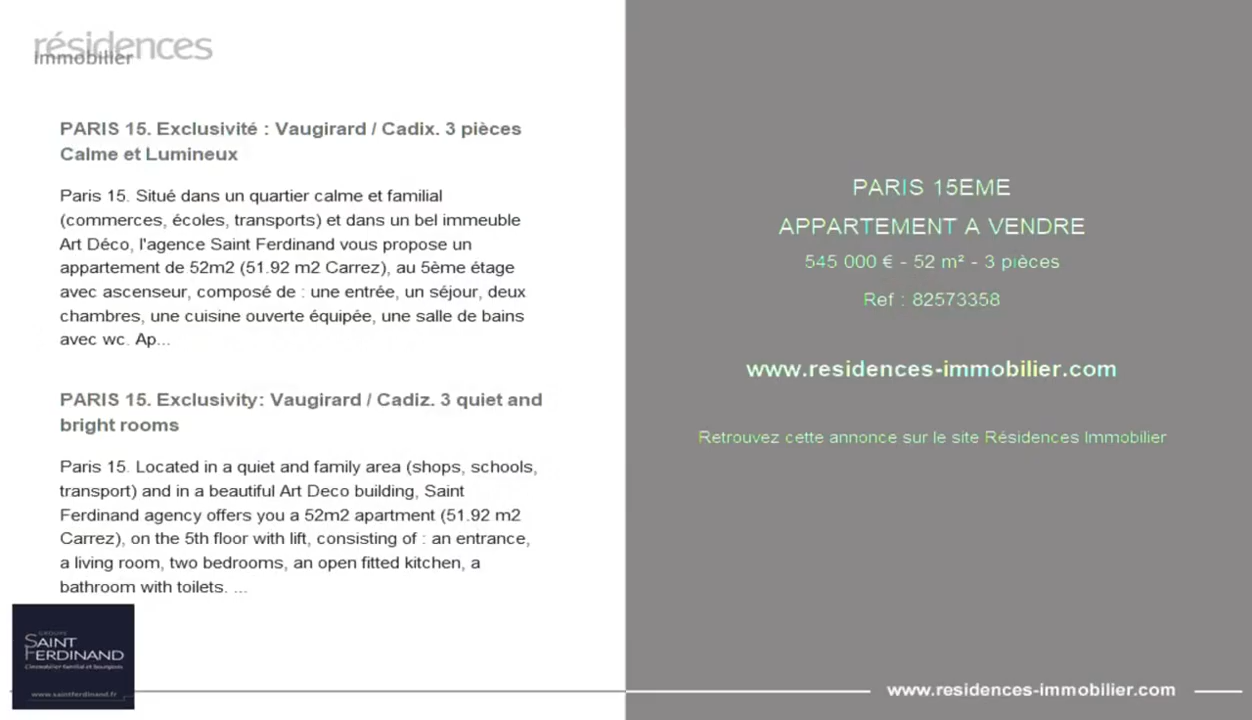 résidences
immobilier
PARIS 15. Exclusivité : Vaugirard / Cadix. 3 pièces
Calme et Lumineux
Paris 15. Situé dans un quartier calme et familial
(commerces, écoles, transports) et dans un bel immeuble
Art Déco, l'agence Saint Ferdinand vous propose un
appartement de 52m2 (51.92 m2 Carrez), au 5ème étage
avec ascenseur, composé de : une entrée, un séjour, deux
chambres, une cuisine ouverte équipée, une salle de bains
avec wc. Ap...
PARIS 15. Exclusivity: Vaugirard / Cadiz. 3 quiet and
bright rooms
Paris 15. Located in a quiet and family area (shops, schools,
transport) and in a beautiful Art Deco building, Saint
Ferdinand agency offers you a 52m2 apartment (51.92 m2
Carrez), on the 5th floor with lift, consisting of : an entrance,
a living room, two bedrooms, an open fitted kitchen, a
bathroom with toilets. ...
GROUPE
SAINT
FERDINAND
L'immobilier familial et bourgeois
www.saintferdinand.fr
PARIS 15EME
APPARTEMENT A VENDRE
545 000 € - 52 m² - 3 pièces
Ref : 82573358
www.residences-immobilier.com
Retrouvez cette annonce sur le site Résidences Immobilier
www.residences-immobilier.com